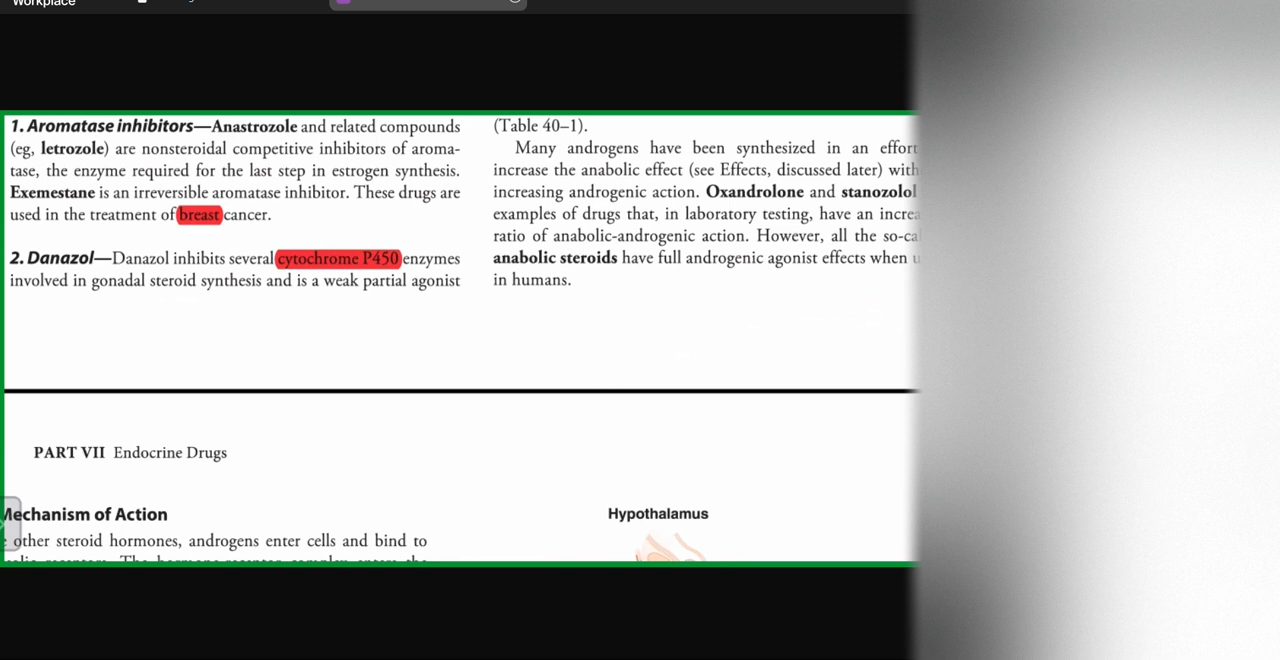 Workplace
1. Aromatase inhibitors—Anastrozole and related compounds
(eg, letrozole) are nonsteroidal competitive inhibitors of aroma-
tase, the enzyme required for the last step in estrogen synthesis.
Exemestane is an irreversible aromatase inhibitor. These drugs are
used in the treatment of breast cancer.
2. Danazol—Danazol inhibits several cytochrome P450 enzymes
involved in gonadal steroid synthesis and is a weak partial agonist
(Table 40–1).
Many androgens have been synthesized in an effort
increase the anabolic effect (see Effects, discussed later) with
increasing androgenic action. Oxandrolone and stanozolol
examples of drugs that, in laboratory testing, have an
ratio of anabolic-androgenic action. However, all the
anabolic steroids have full androgenic agonist effects when
in humans.
PART VII Endocrine Drugs
Mechanism of Action
other steroid hormones, androgens enter cells and bind to
Hypothalamus